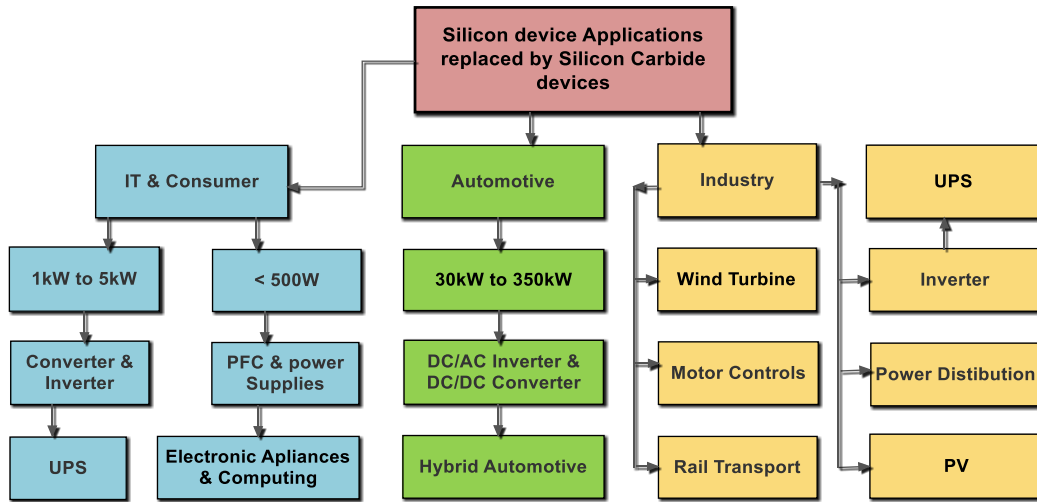 Silicon device Applications
replaced by Silicon Carbide
devices
IT & Consumer
Automotive
Industry
UPS
1kW to 5kW
< 500W
30kW to 350kW
Wind Turbine
Inverter
Converter &
Inverter
PFC & power
Supplies
DC/AC Inverter &
DC/DC Converter
Motor Controls
Power Distibution
UPS
Electronic Apliances
& Computing
Hybrid Automotive
Rail Transport
PV